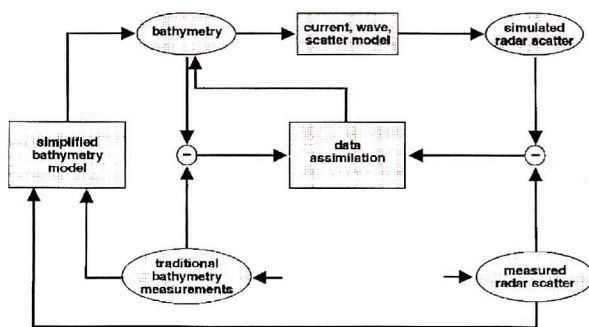 bathymetry
current, wave,
scatter model
simulated
radar scatter
simplified
bathymetry
model
data
assimilation
traditional
bathymetry
measurements
measured
radar scatter